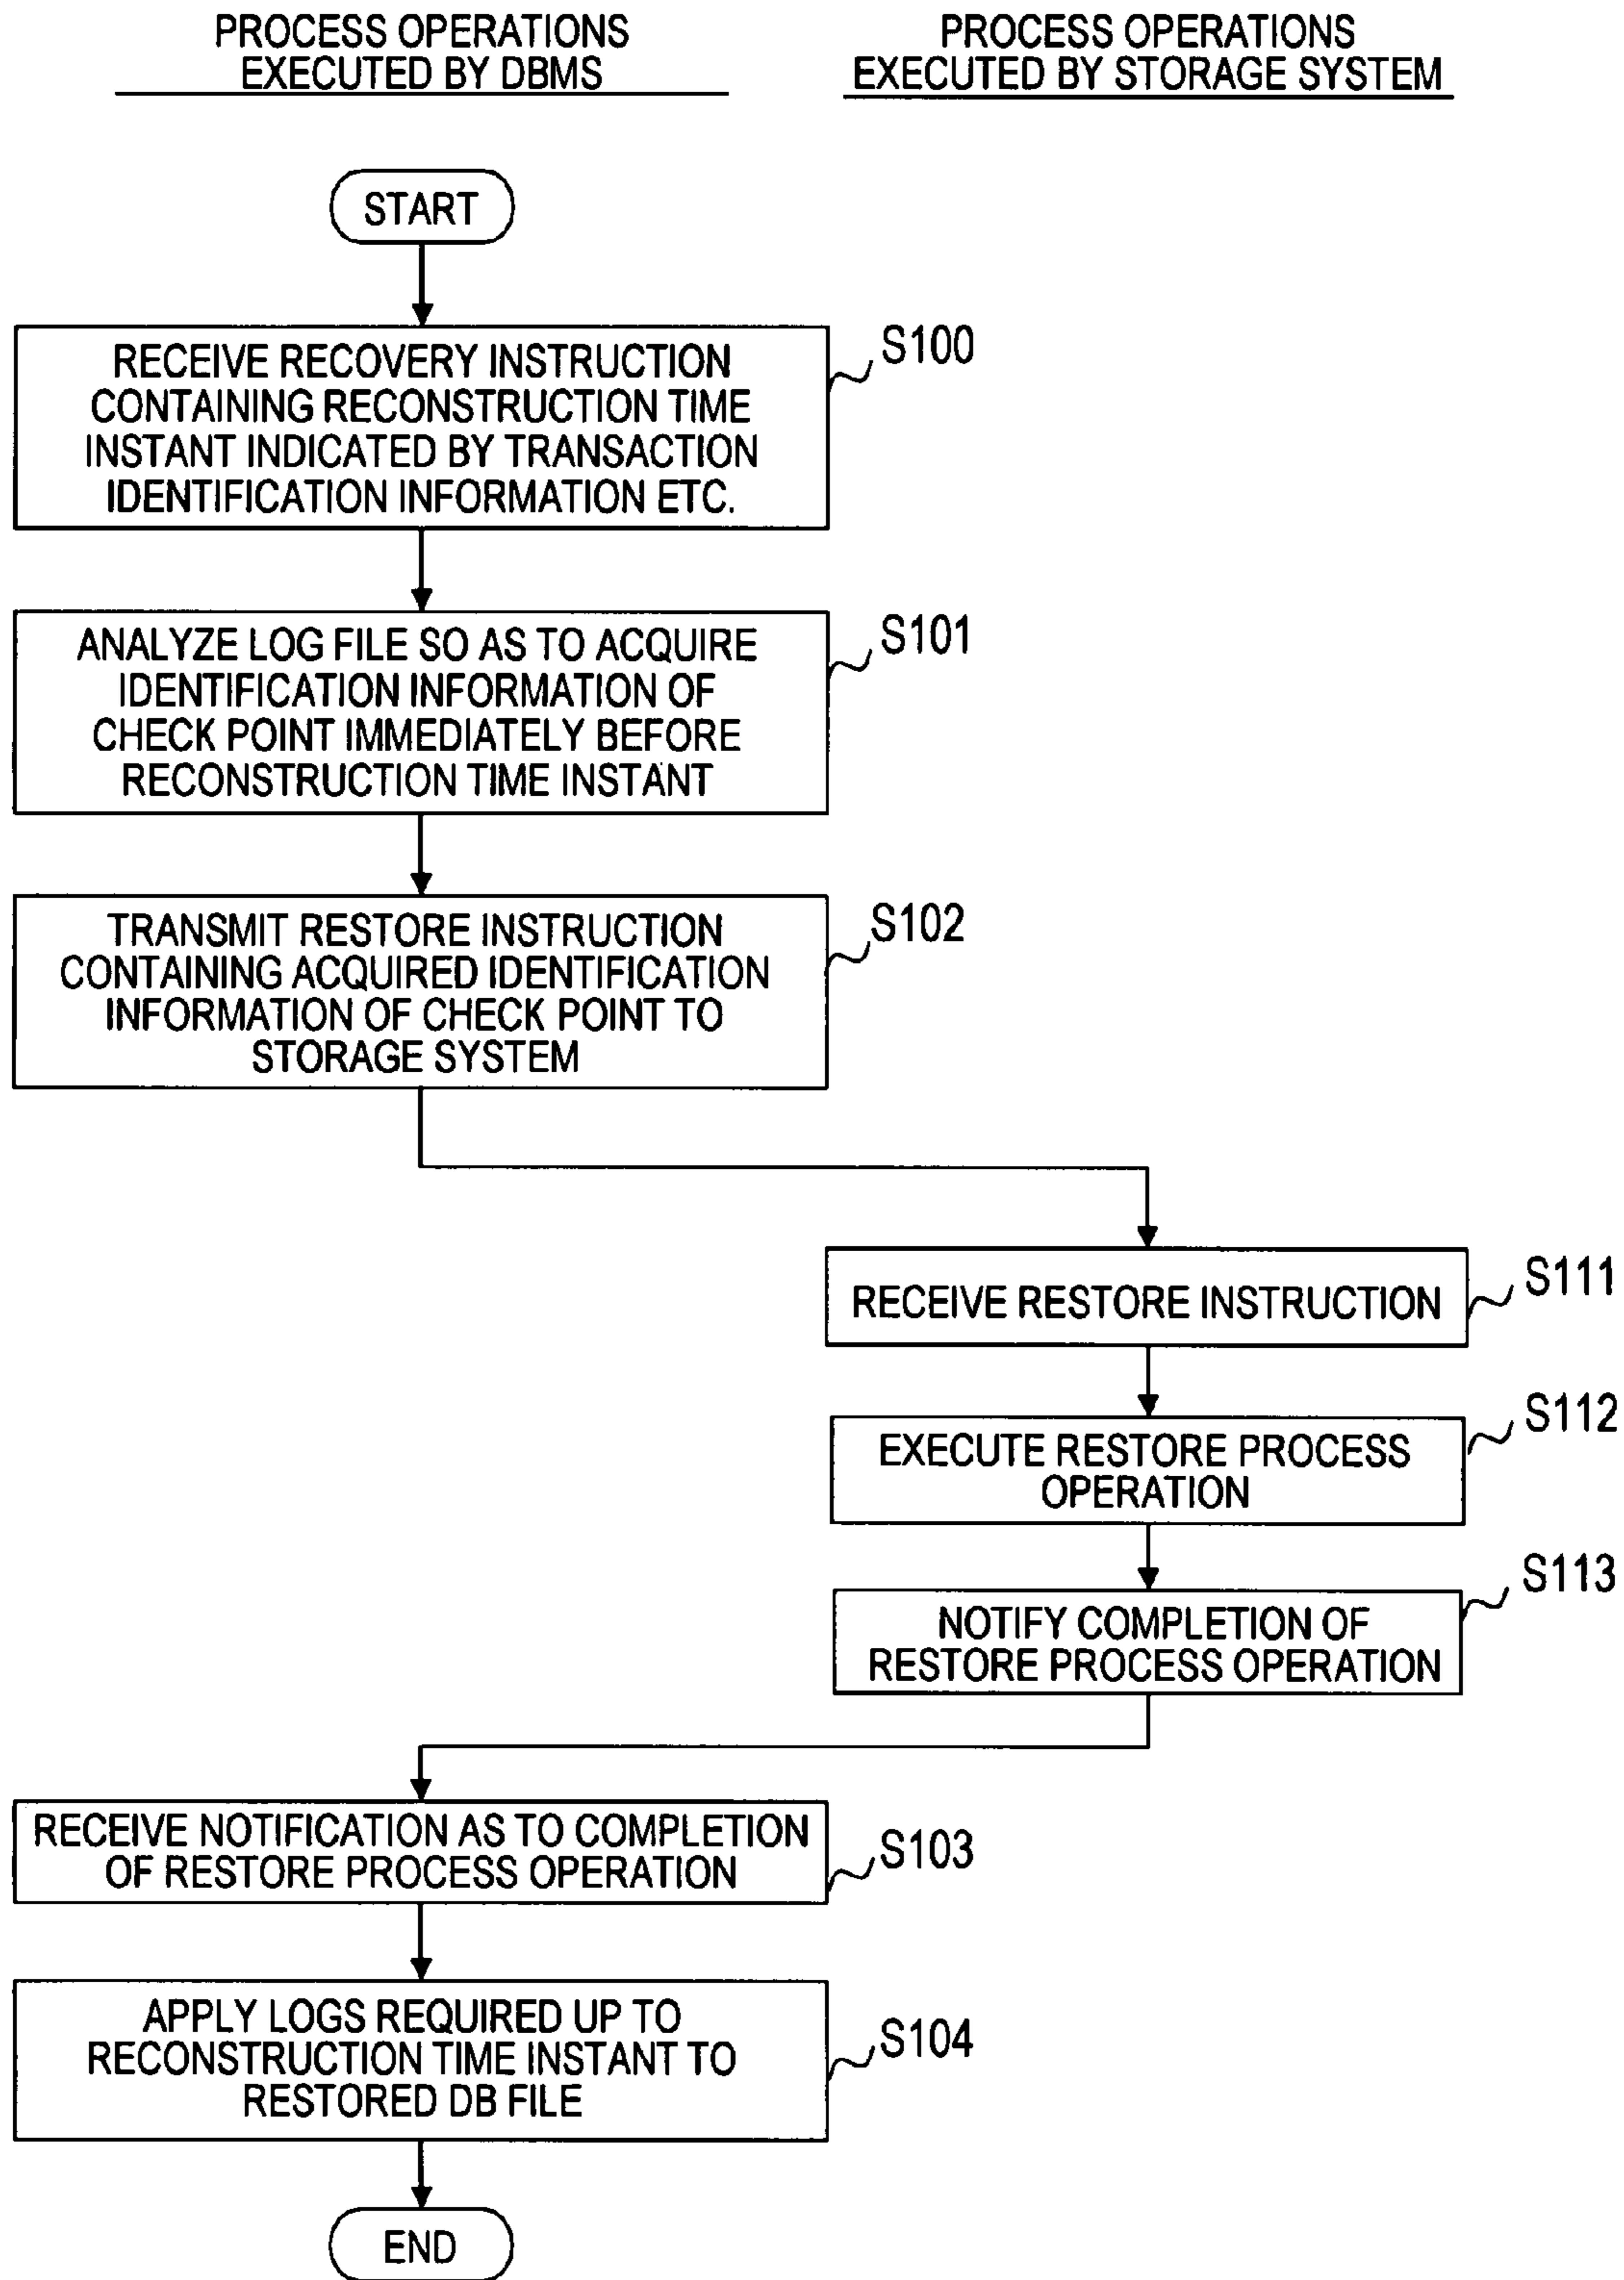 PROCESS OPERATIONS
EXECUTED BY DBMS
PROCESS OPERATIONS
EXECUTED BY STORAGE SYSTEM
START
RECEIVE RECOVERY INSTRUCTION
CONTAINING RECONSTRUCTION TIME
INSTANT INDICATED BY TRANSACTION
IDENTIFICATION INFORMATION ETC.
S100
ANALYZE LOG FILE SO AS TO ACQUIRE
IDENTIFICATION INFORMATION OF
CHECK POINT IMMEDIATELY BEFORE
RECONSTRUCTION TIME INSTANT
S101
TRANSMIT RESTORE INSTRUCTION
CONTAINING ACQUIRED IDENTIFICATION
INFORMATION OF CHECK POINT TO
STORAGE SYSTEM
S102
RECEIVE RESTORE INSTRUCTION
S111
EXECUTE RESTORE PROCESS
OPERATION
S112
NOTIFY COMPLETION OF
RESTORE PROCESS OPERATION
S113
RECEIVE NOTIFICATION AS TO COMPLETION
OF RESTORE PROCESS OPERATION
S103
APPLY LOGS REQUIRED UP TO
RECONSTRUCTION TIME INSTANT TO
RESTORED DB FILE
S104
END